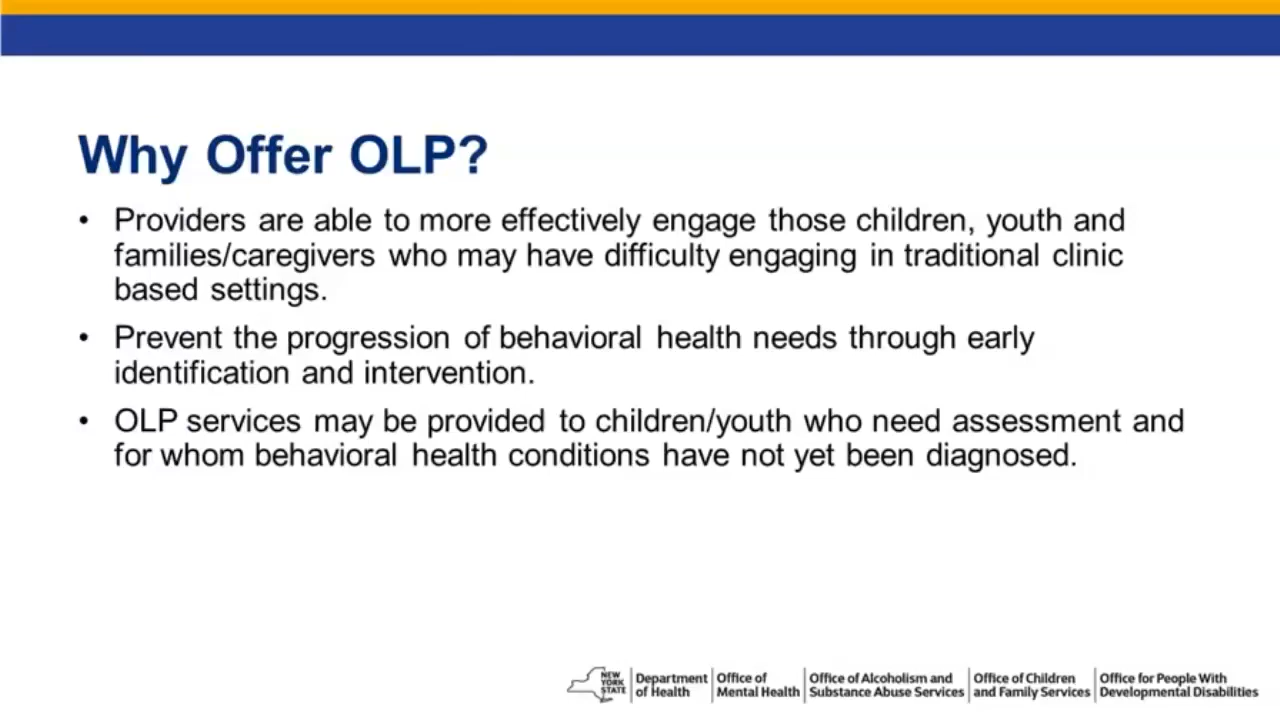 Why Offer OLP?
• Providers are able to more effectively engage those children, youth and
families/caregivers who may have difficulty engaging in traditional clinic
based settings.
• Prevent the progression of behavioral health needs through early
identification and intervention.
• OLP services may be provided to children/youth who need assessment and
for whom behavioral health conditions have not yet been diagnosed.
NEW
YORK
STATE
Department
of Health
Office of
Mental Health
Office of Alcoholism and
Substance Abuse Services
Office of Children
and Family Services
Office for People With
Developmental Disabilities